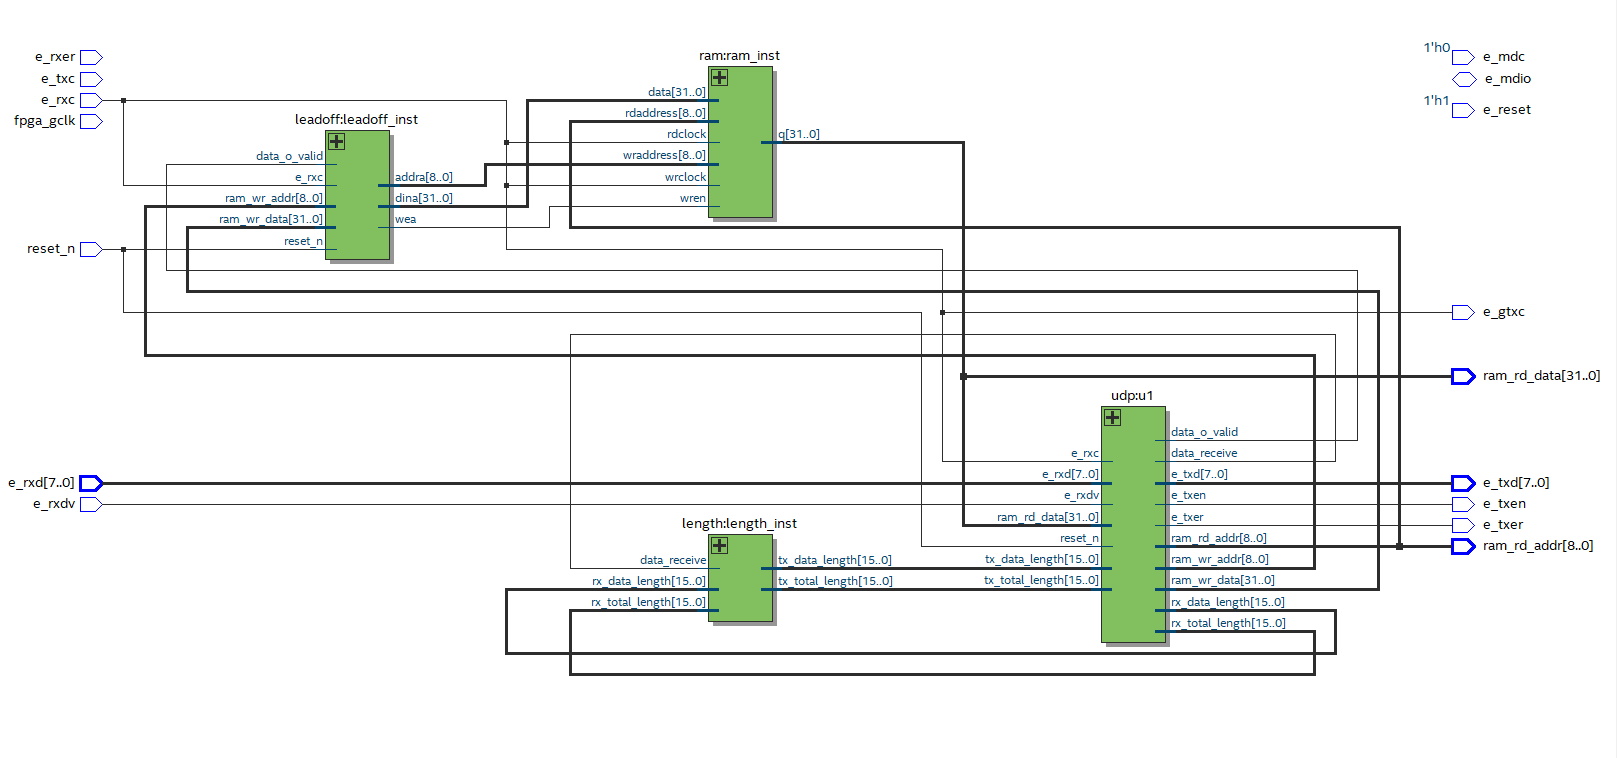 e_rxer
e_txc
e_rxc
fpga_gclk
reset_n
e_rxd[7..0]
e_rxdv
leadoff:leadoff_inst
data_o_valid
e_rxc
ram_wr_addr[8..0]
ram_wr_data[31..0]
reset_n
addra[8..0]
dina[31..0]
wea
ram:ram_inst
data[31..0]
rdaddress[8..0]
rdclock
wraddress[8..0]
wrclock
wren
q[31..0]
length:length_inst
data_receive
rx_data_length[15..0]
rx_total_length[15..0]
tx_data_length[15..0]
tx_total_length[15..0]
udp:u1
e_rxc
e_rxd[7..0]
e_rxdv
ram_rd_data[31..0]
reset_n
tx_data_length[15..0]
tx_total_length[15..0]
data_o_valid
data_receive
e_txd[7..0]
e_txen
e_txer
ram_rd_addr[8..0]
ram_wr_addr[8..0]
ram_wr_data[31..0]
rx_data_length[15..0]
rx_total_length[15..0]
1'h0 e_mdc
e_mdio
1'h1 e_reset
e_gtxc
ram_rd_data[31..0]
e_txd[7..0]
e_txen
e_txer
ram_rd_addr[8..0]